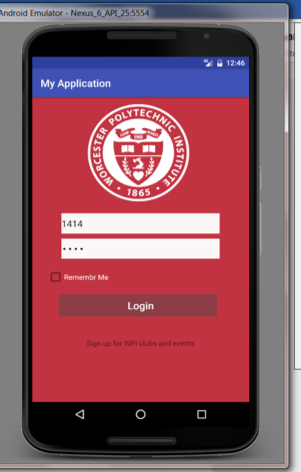 Android Emulator - Nexus_6_API_25:5554
12:46
My Application
WORCESTER POLYTECHNIC INSTITUTE
1865
1414
••••
Remembr Me
Login
Sign up for WPI clubs and events